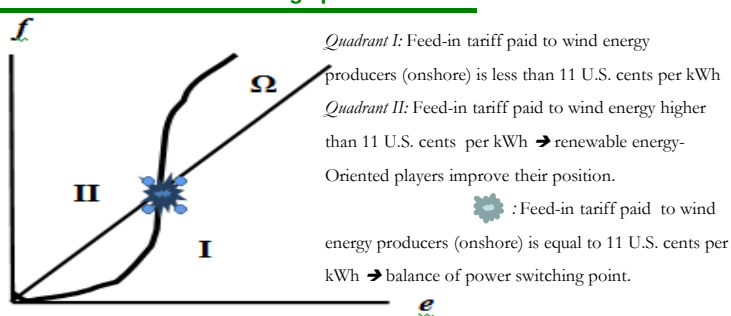 f
Quadrant I: Feed-in tariff paid to wind energy
producers (onshore) is less than 11 U.S. cents per kWh
Ω
Quadrant II: Feed-in tariff paid to wind energy higher
than 11 U.S. cents per kWh ➔ renewable energy-
Oriented players improve their position.
II
: Feed-in tariff paid to wind
energy producers (onshore) is equal to 11 U.S. cents per
I
kWh ➔ balance of power switching point.
e